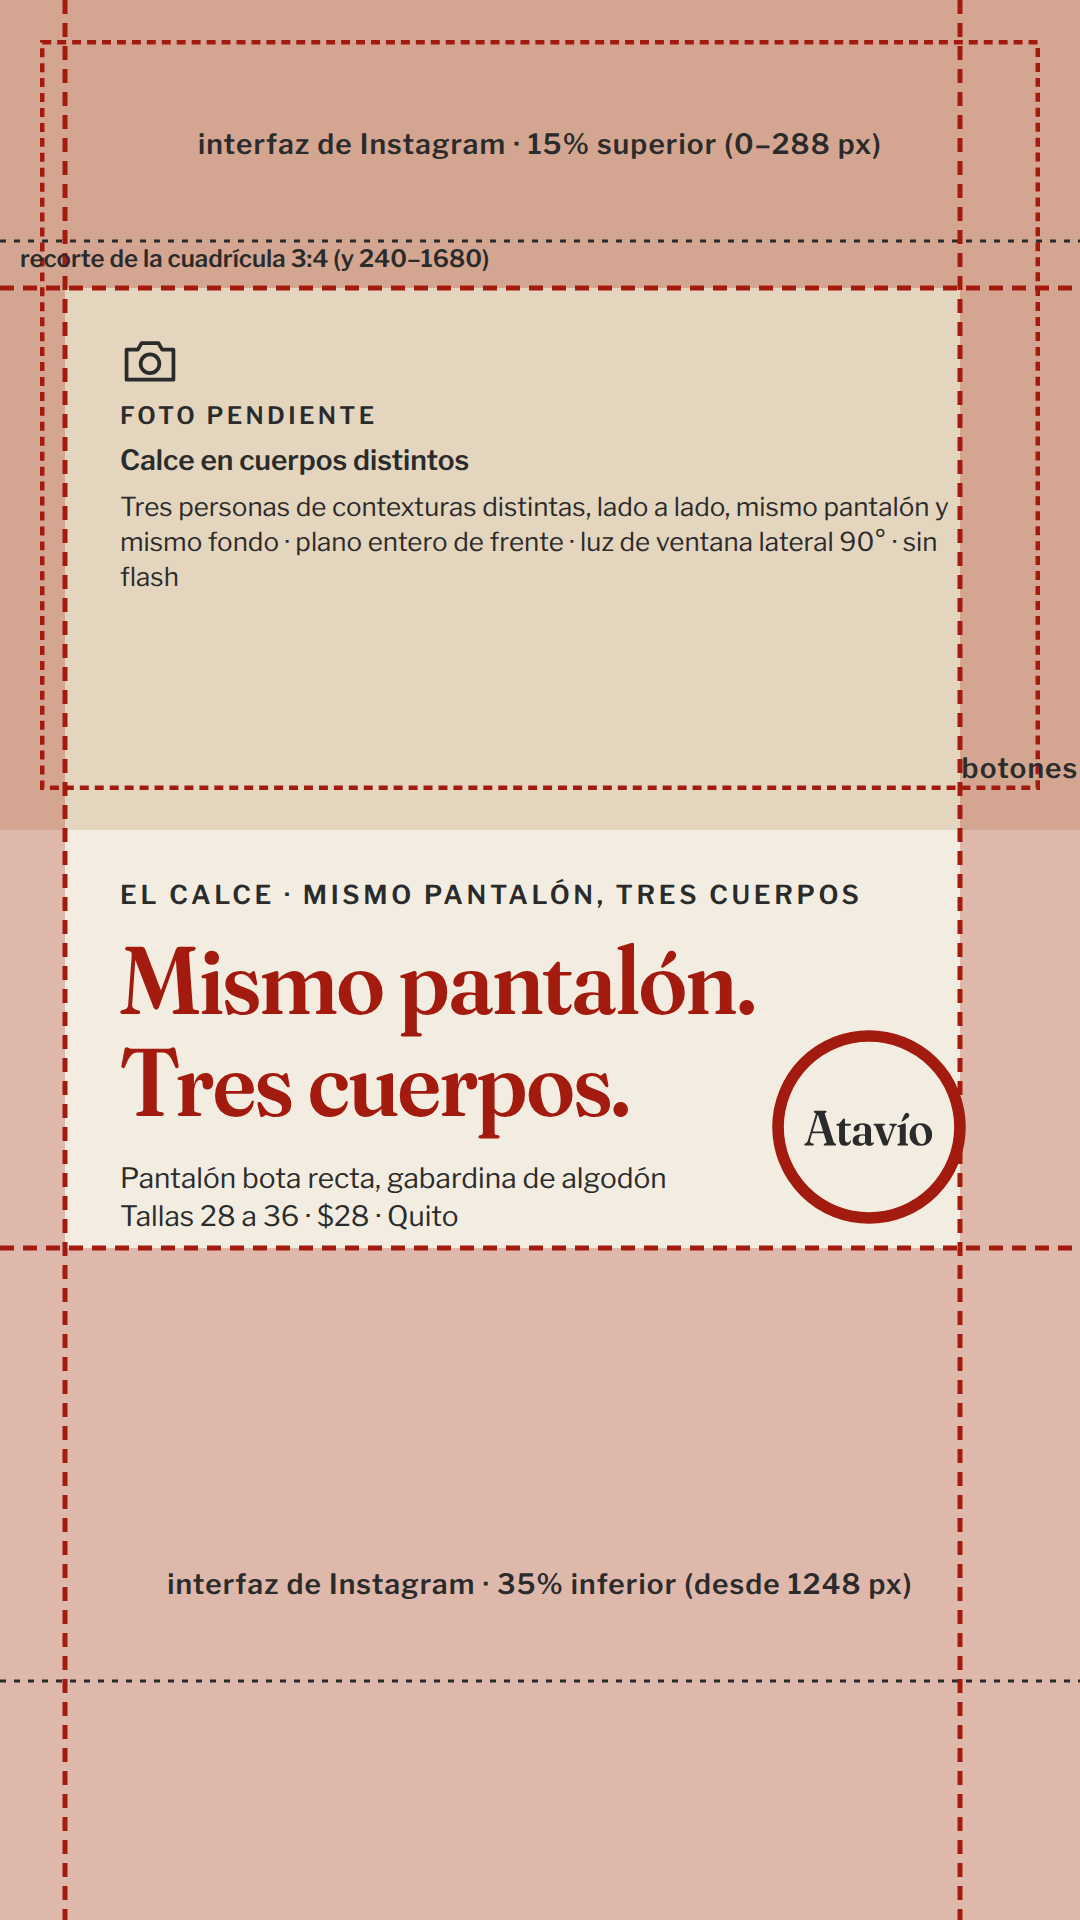 interfaz de Instagram · 15% superior (0–288 px)
recorte de la cuadrícula 3:4 (y 240–1680)
FOTO PENDIENTE
Calce en cuerpos distintos
Tres personas de contexturas distintas, lado a lado, mismo pantalón y
mismo fondo · plano entero de frente · luz de ventana lateral 90° · sin
flash
botones
EL CALCE · MISMO PANTALÓN, TRES CUERPOS
Mismo pantalón.
Tres cuerpos.
Atavío
Pantalón bota recta, gabardina de algodón
Tallas 28 a 36 · $28 · Quito
interfaz de Instagram · 35% inferior (desde 1248 px)